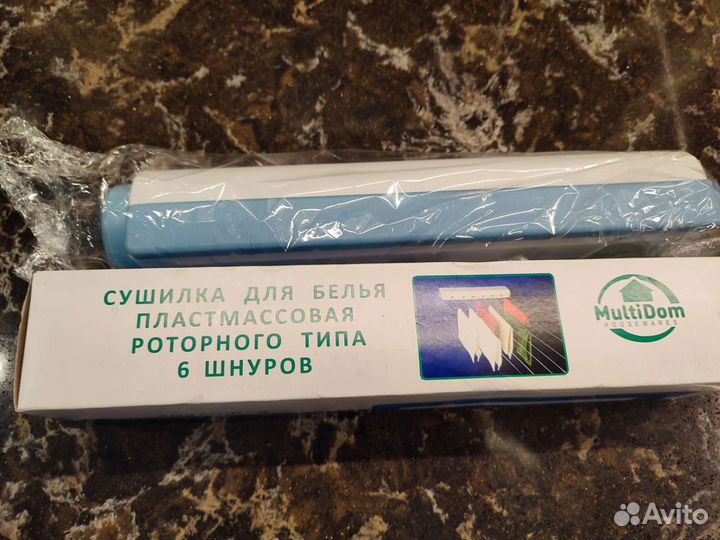 СУШИЛКА ДЛЯ БЕЛЬЯ
ПЛАСТМАССОВАЯ
РОТОРНОГО ТИПА
6 ШНУРОВ
MultiDom
HOUSEWARES
Avito